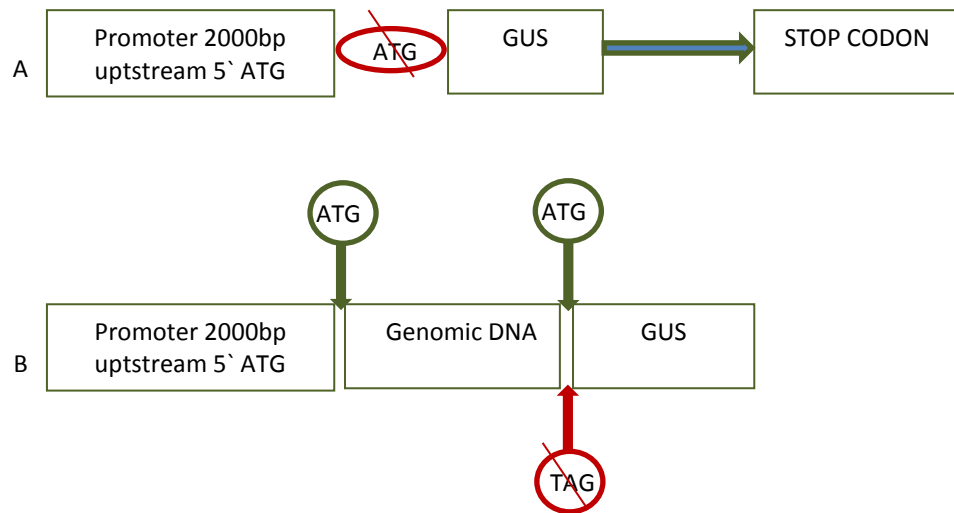 A
Promoter 2000bp
uptstream 5` ATG
ATG
GUS
STOP CODON
ATG
ATG
B
Promoter 2000bp
uptstream 5` ATG
Genomic DNA
GUS
TAG